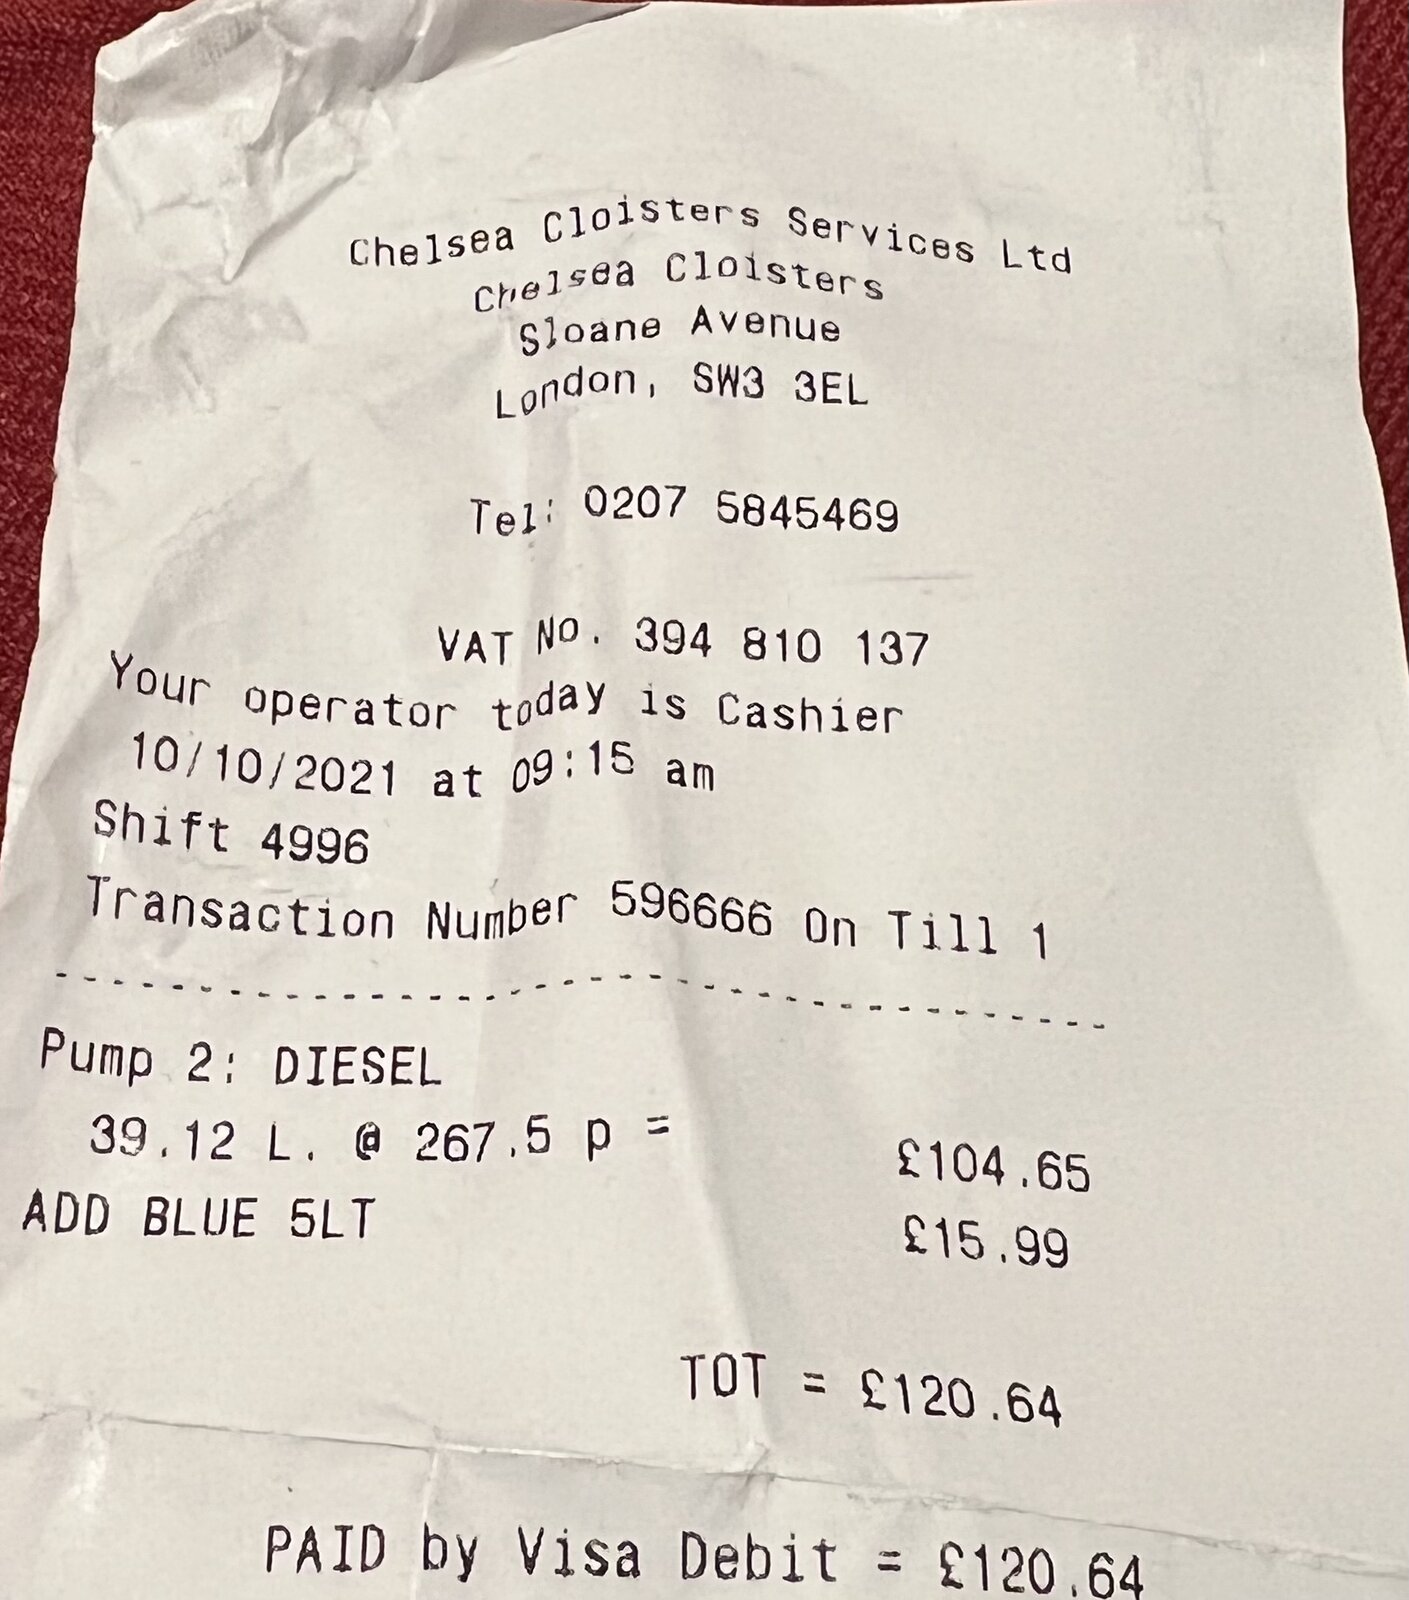 Chelsea Cloisters Services Ltd
Chelsea Cloisters
Sloane Avenue
London, SW3 3EL
Tel: 0207 5845469
VAT No. 394 810 137
Your operator today is Cashier
10/10/2021 at 09:15 am
Shift 4996
Transaction Number 596666 On Till 1
--------------------------------------
Pump 2: DIESEL
39.12 L. @ 267.5 p = £104.65
ADD BLUE 5LT £15.99
TOT = £120.64
PAID by Visa Debit = £120.64